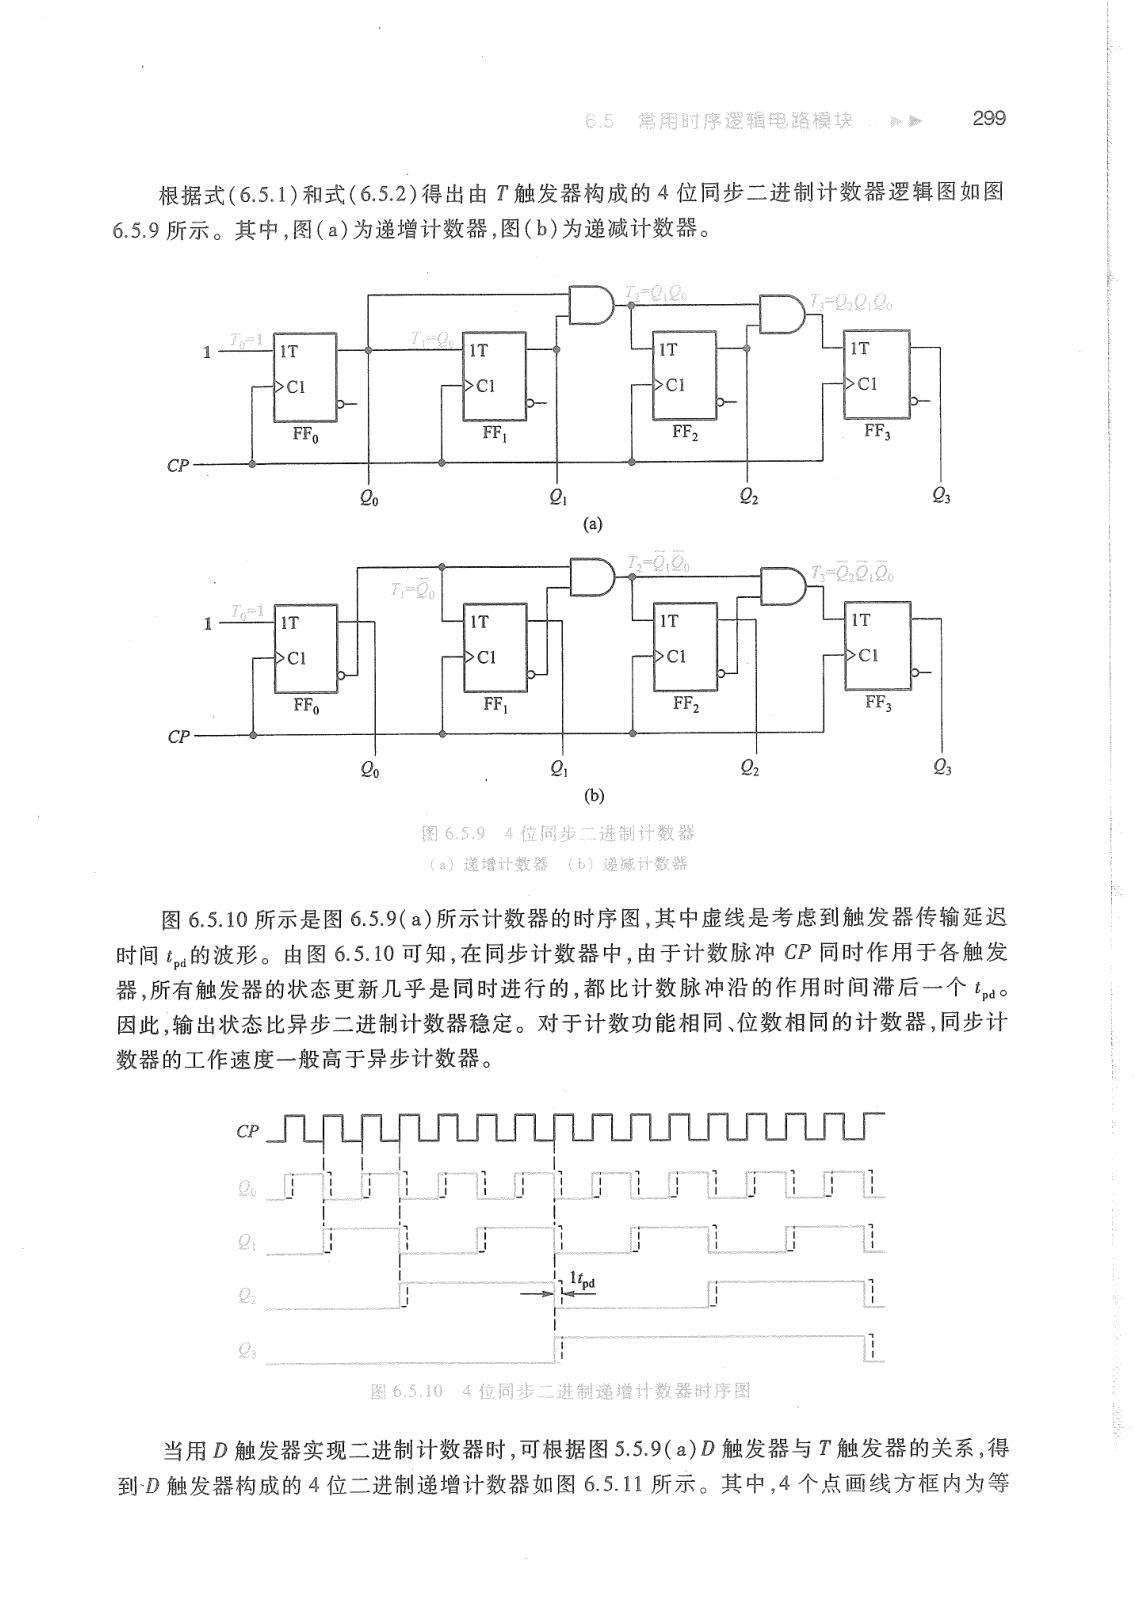 6.5 常用时序逻辑电路模块 299
根据式(6.5.1)和式(6.5.2)得出由 T 触发器构成的 4 位同步二进制计数器逻辑图如图
6.5.9 所示。其中,图(a)为递增计数器,图(b)为递减计数器。
T₂=Q₁Q₀
T₃=Q₂Q₁Q₀
1 T₀=1 1T T₁=Q₀ 1T 1T 1T
C1 C1 C1 C1
FF₀ FF₁ FF₂ FF₃
CP
Q₀ Q₁ Q₂ Q₃
(a)
T₂=Q̅₁Q̅₀
T₃=Q̅₂Q̅₁Q̅₀
T₁=Q̅₀
1 T₀=1 1T 1T 1T 1T
C1 C1 C1 C1
FF₀ FF₁ FF₂ FF₃
CP
Q₀ Q₁ Q₂ Q₃
(b)
图 6.5.9 4 位同步二进制计数器
(a) 递增计数器 (b) 递减计数器
图 6.5.10 所示是图 6.5.9(a)所示计数器的时序图,其中虚线是考虑到触发器传输延迟
时间 tpd的波形。由图 6.5.10 可知,在同步计数器中,由于计数脉冲 CP 同时作用于各触发
器,所有触发器的状态更新几乎是同时进行的,都比计数脉冲沿的作用时间滞后一个 tpd。
因此,输出状态比异步二进制计数器稳定。对于计数功能相同、位数相同的计数器,同步计
数器的工作速度一般高于异步计数器。
CP
Q₀
Q₁
1tpd
Q₂
Q₃
图 6.5.10 4 位同步二进制递增计数器时序图
当用 D 触发器实现二进制计数器时,可根据图 5.5.9(a)D 触发器与 T 触发器的关系,得
到 D 触发器构成的 4 位二进制递增计数器如图 6.5.11 所示。其中,4 个点画线方框内为等